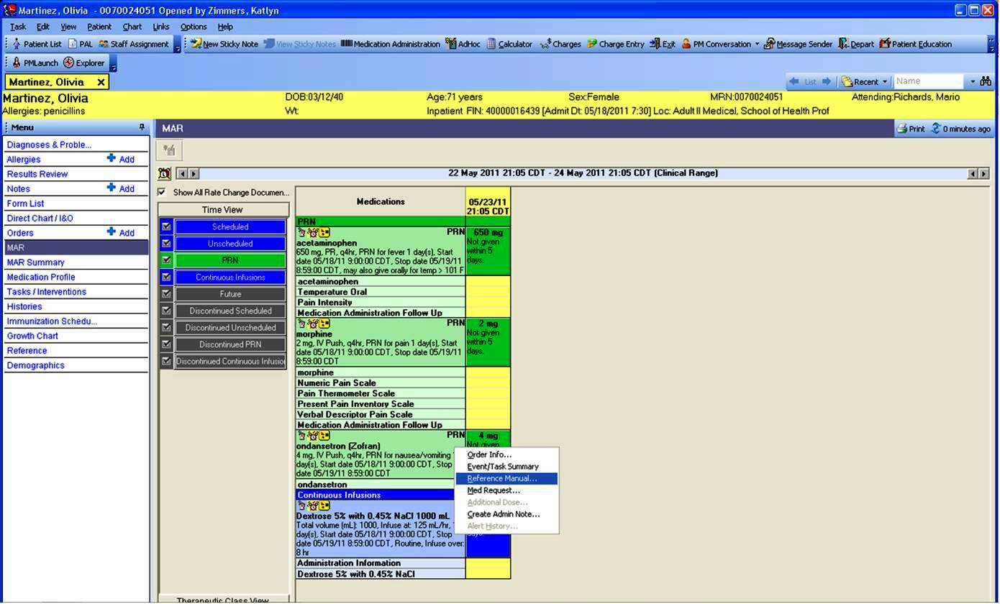 Martinez, Olivia - 0070024051 Opened by Zimmers, Katlyn
Task Edit View Patient Chart Links Options Help
Patient List PAL Staff Assignment New Sticky Note View Sticky Notes Medication Administration AdHoc Calculator Charges Charge Entry Exit PM Conversation Message Sender Depart Patient Education
PMLaunch Explorer
Martinez, Olivia List Recent Name
Martinez, Olivia DOB:03/12/40 Age:71 years Sex:Female MRN:0070024051 Attending:Richards, Mario
Allergies: penicillins Wt: Inpatient FIN: 40000016439 [Admit Dt: 05/18/2011 7:30] Loc: Adult II Medical, School of Health Prof
Menu
Diagnoses & Proble...
Allergies Add
Results Review
Notes Add
Form List
Direct Chart / I&O
Orders Add
MAR
MAR Summary
Medication Profile
Tasks / Interventions
Histories
Immunization Schedu...
Growth Chart
Reference
Demographics
MAR Print 0 minutes ago
22 May 2011 21:05 CDT - 24 May 2011 21:05 CDT (Clinical Range)
Show All Rate Change Documen...
Time View
Scheduled
Unscheduled
PRN
Continuous Infusions
Future
Discontinued Scheduled
Discontinued Unscheduled
Discontinued PRN
Discontinued Continuous Infusion
Therapeutic Class View
Medications 05/23/11
21:05 CDT
PRN
PRN 650 mg
acetaminophen Not given
650 mg, PR, q4hr, PRN for fever 1 day(s), Start within 5
date 05/18/11 9:00:00 CDT, Stop date 05/19/11 days.
8:59:00 CDT, may also give orally for temp > 101 F
acetaminophen
Temperature Oral
Pain Intensity
Medication Administration Follow Up
PRN 2 mg
morphine Not given
2 mg, IV Push, q4hr, PRN for pain 1 day(s), Start within 5
date 05/18/11 9:00:00 CDT, Stop date 05/19/11 days.
8:59:00 CDT
morphine
Numeric Pain Scale
Pain Thermometer Scale
Present Pain Inventory Scale
Verbal Descriptor Pain Scale
Medication Administration Follow Up
PRN 4 mg
ondansetron (Zofran) Not given
4 mg, IV Push, q4hr, PRN for nausea/vomiting
day(s), Start date 05/18/11 9:00:00 CDT, Stop
date 05/19/11 8:59:00 CDT
ondansetron
Continuous Infusions
Dextrose 5% with 0.45% NaCl 1000 mL
Total volume (mL): 1000, Infuse at: 125 mL/hr,
day(s), Start date 05/18/11 9:00:00 CDT, Stop days.
date 05/19/11 8:59:00 CDT, Routine, Infuse over:
8 hr
Administration Information
Dextrose 5% with 0.45% NaCl
Order Info...
Event/Task Summary
Reference Manual...
Med Request...
Additional Dose...
Create Admin Note...
Alert History...